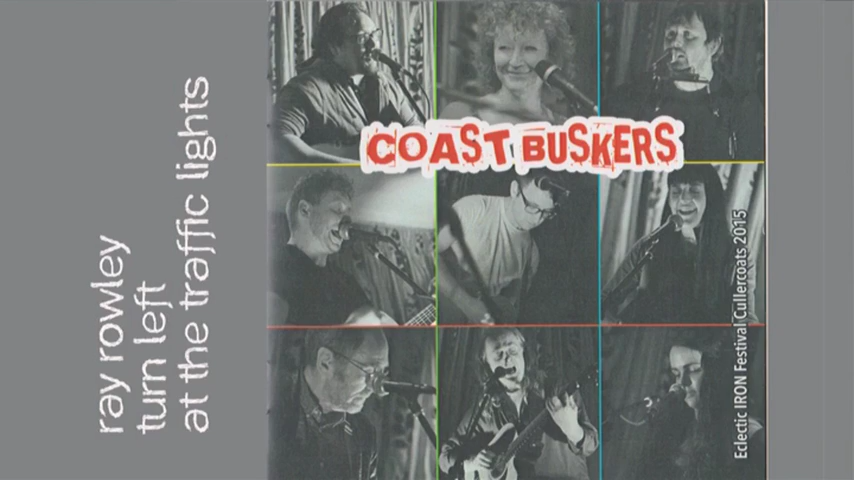 ray rowley
turn left
at the traffic lights
COAST BUSKERS
Eclectic IRON Festival Cullercoats 2015